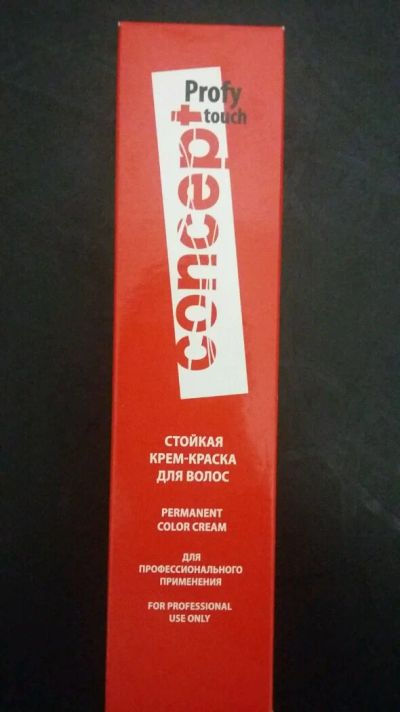 Profy
touch
concept
СТОЙКАЯ
КРЕМ-КРАСКА
ДЛЯ ВОЛОС
PERMANENT
COLOR CREAM
ДЛЯ
ПРОФЕССИОНАЛЬНОГО
ПРИМЕНЕНИЯ
FOR PROFESSIONAL
USE ONLY